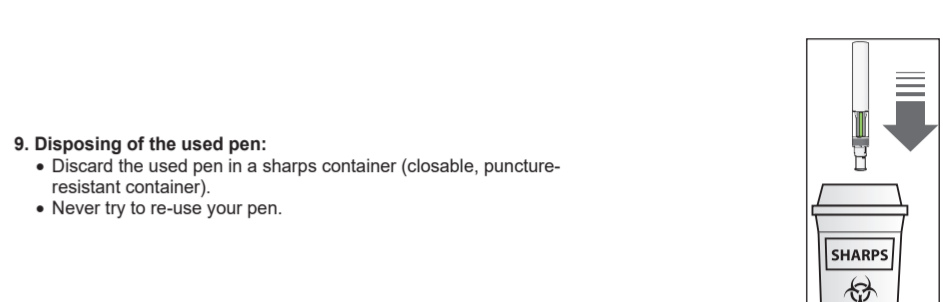 9. Disposing of the used pen:
• Discard the used pen in a sharps container (closable, puncture-
resistant container).
• Never try to re-use your pen.
SHARPS